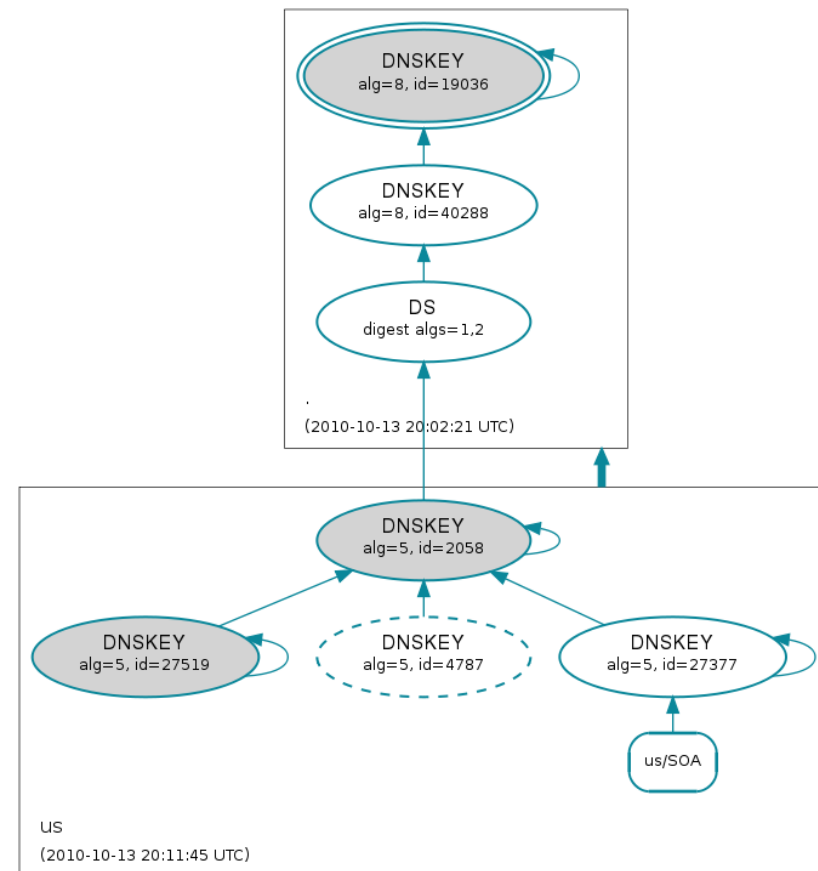 DNSKEY
alg=8, id=19036
DNSKEY
alg=8, id=40288
DS
digest algs=1,2
.
(2010-10-13 20:02:21 UTC)
DNSKEY
alg=5, id=2058
DNSKEY
alg=5, id=27519
DNSKEY
alg=5, id=4787
DNSKEY
alg=5, id=27377
us/SOA
us
(2010-10-13 20:11:45 UTC)